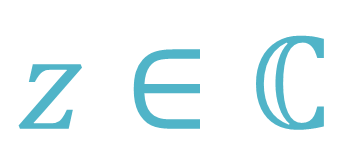 z ∈ ℂ